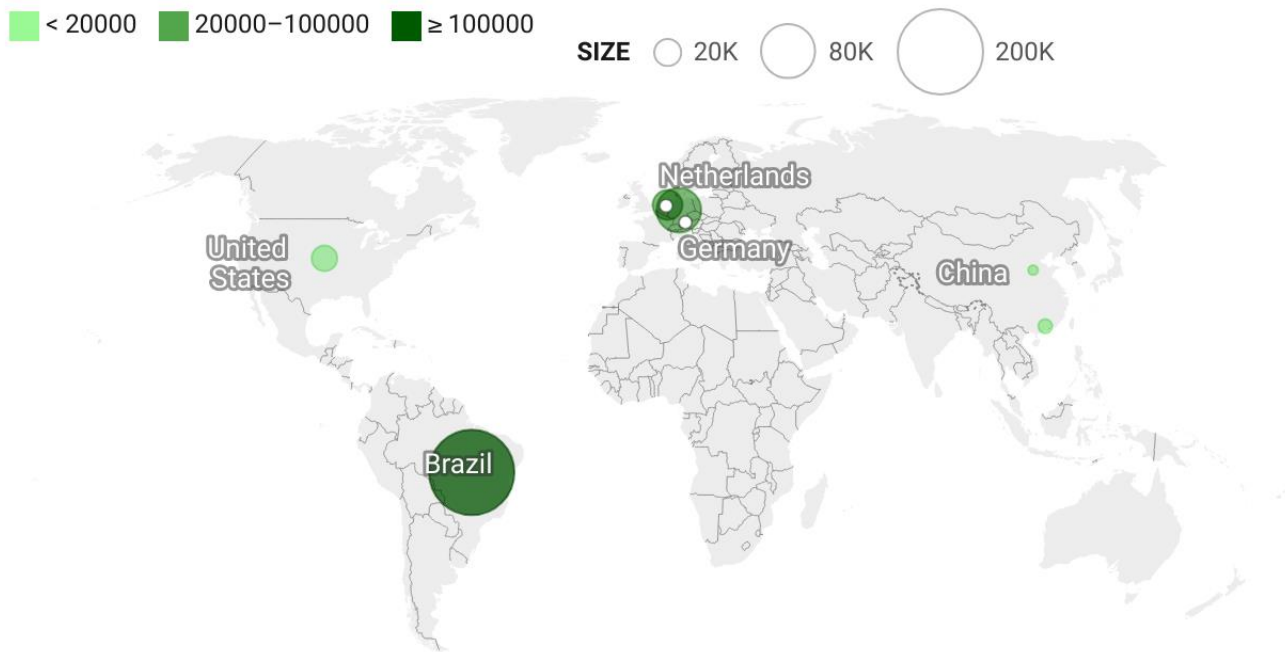 < 20000 20000–100000 ≥ 100000
SIZE 20K 80K 200K
Netherlands
United
States
Germany
China
Brazil